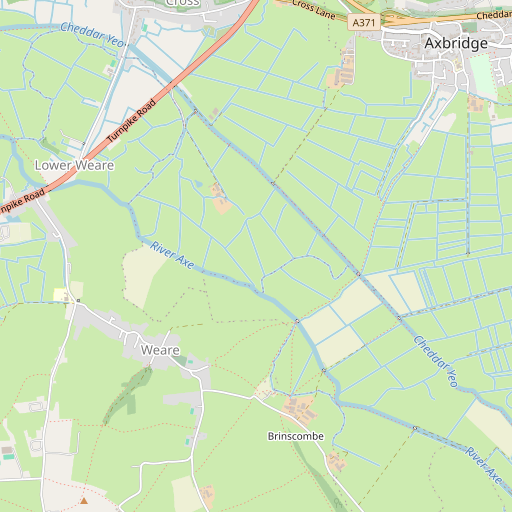 Cross
Cross Lane
Chedda
A371
Cheddar Yeo
Axbridge
Turnpike Road
Lower Weare
npike Road
River Axe
Cheddar Yeo
Weare
Brinscombe
River Axe